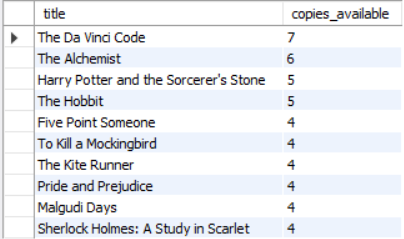 title copies_available
The Da Vinci Code 7
The Alchemist 6
Harry Potter and the Sorcerer's Stone 5
The Hobbit 5
Five Point Someone 4
To Kill a Mockingbird 4
The Kite Runner 4
Pride and Prejudice 4
Malgudi Days 4
Sherlock Holmes: A Study in Scarlet 4